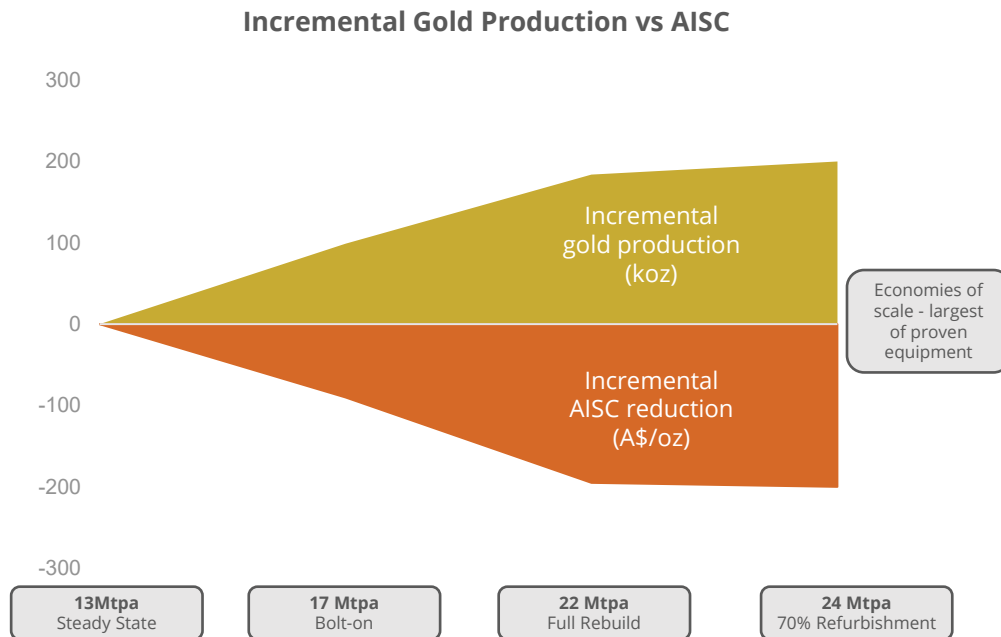 Incremental Gold Production vs AISC
300
200
100
0
-100
-200
-300
Incremental
gold production
(koz)
Incremental
AISC reduction
(A$/oz)
Economies of
scale - largest
of proven
equipment
13Mtpa
Steady State
17 Mtpa
Bolt-on
22 Mtpa
Full Rebuild
24 Mtpa
70% Refurbishment